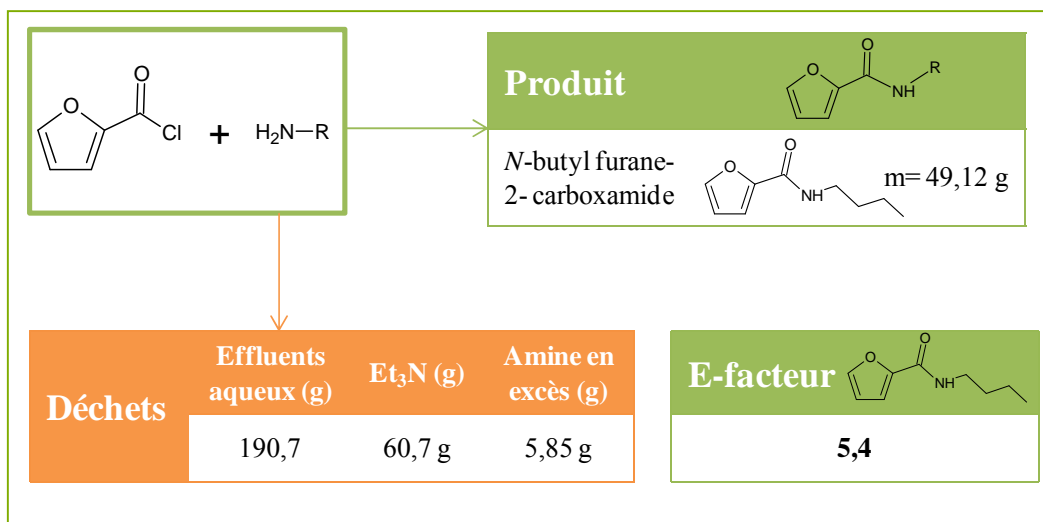 O
O
Cl
+
H₂N—R
Produit
O
O
NH
R
N-butyl furane-
2- carboxamide
O
O
NH
m= 49,12 g
Déchets
Effluents
aqueux (g)
Et₃N (g)
Amine en
excès (g)
190,7
60,7 g
5,85 g
E-facteur
O
O
NH
5,4